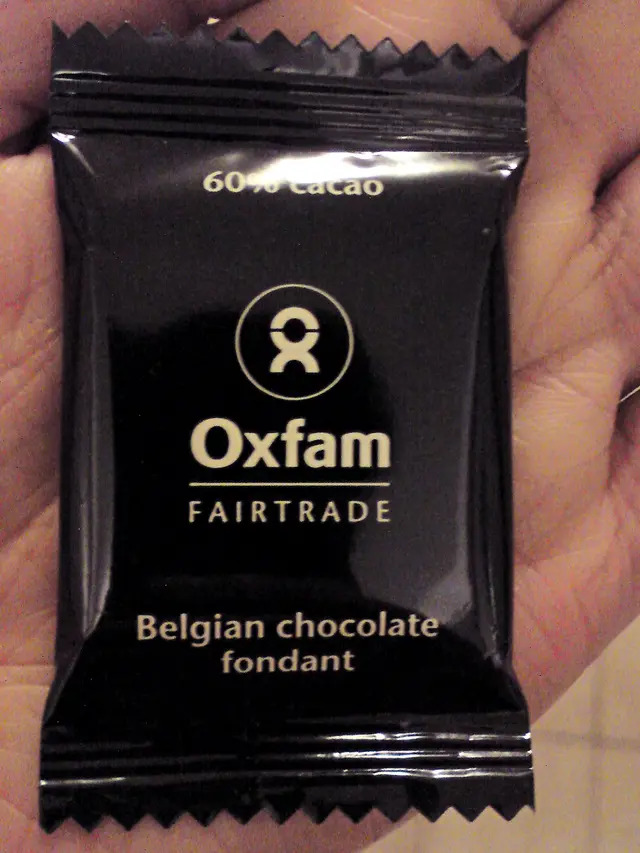 60% cacao
Oxfam
FAIRTRADE
Belgian chocolate
fondant